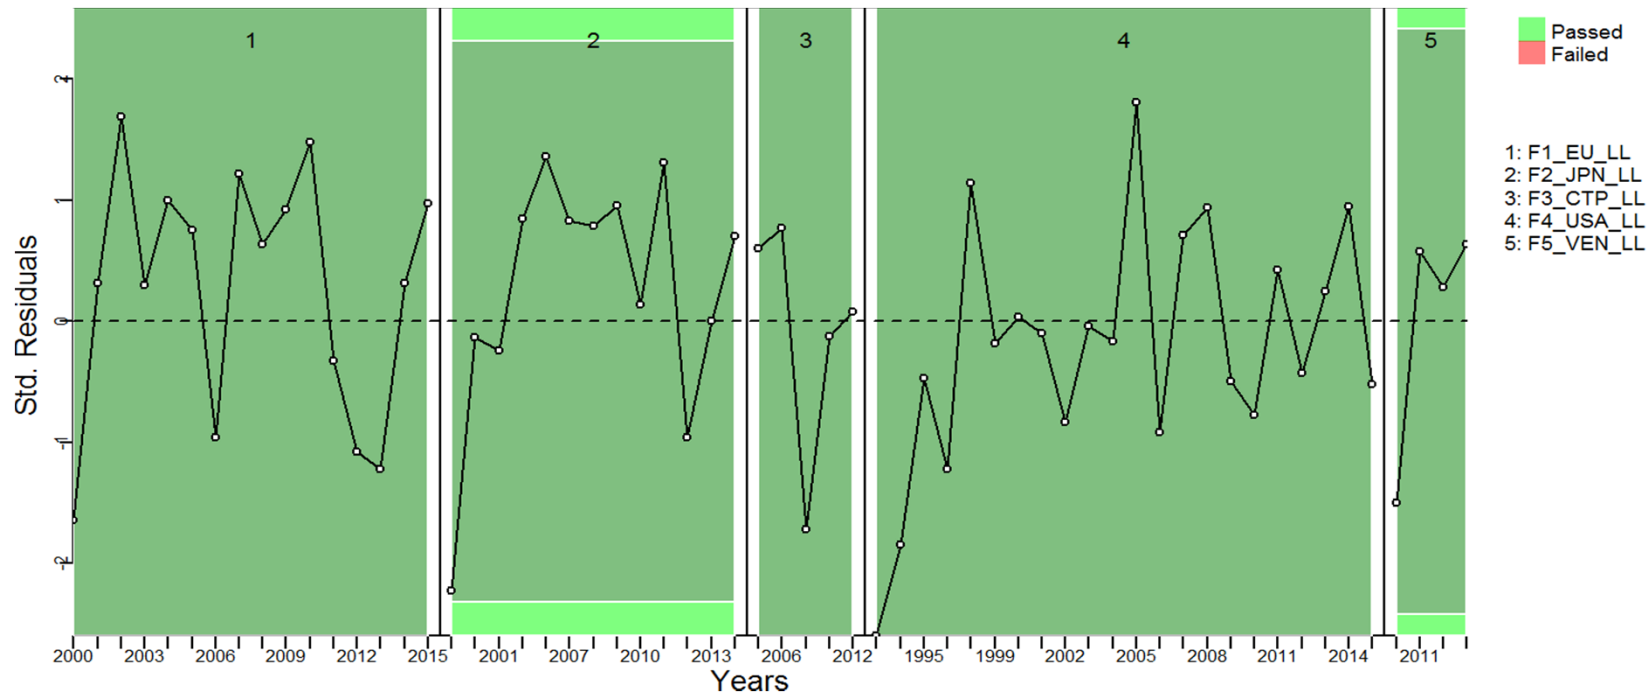 1 2 3 4 5
Passed
Failed
2
1
0
-1
-2
Std. Residuals
1: F1_EU_LL
2: F2_JPN_LL
3: F3_CTP_LL
4: F4_USA_LL
5: F5_VEN_LL
2000 2003 2006 2009 2012 2015 2001 2007 2010 2013 2006 2012 1995 1999 2002 2005 2008 2011 2014 2011
Years